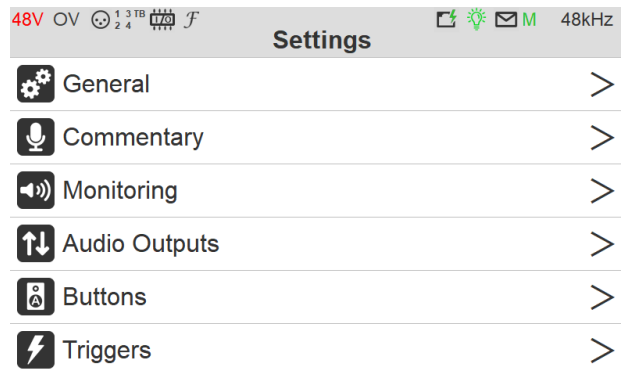 48V OV 1 3 TB 2 4 I/O F M 48kHz
Settings
General
Commentary
Monitoring
Audio Outputs
A Buttons
Triggers